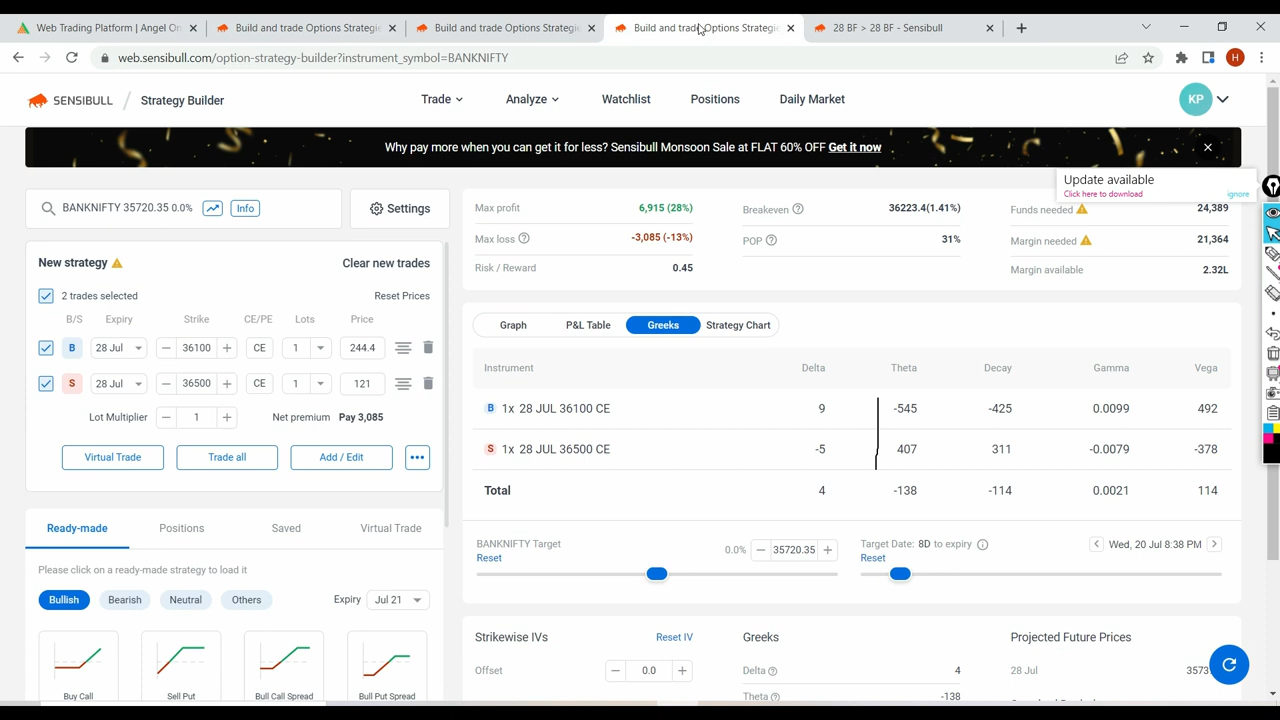 Web Trading Platform | Angel On
Build and trade Options Strategie
Build and trade Options Strategie
Build and trade Options Strategie
28 BF > 28 BF - Sensibull
web.sensibull.com/option-strategy-builder?instrument_symbol=BANKNIFTY
H
SENSIBULL / Strategy Builder
Trade
Analyze
Watchlist
Positions
Daily Market
KP
Why pay more when you can get it for less? Sensibull Monsoon Sale at FLAT 60% OFF Get it now
Update available
Click here to download
ignore
BANKNIFTY 35720.35 0.0%
Info
Settings
New strategy
Clear new trades
2 trades selected
Reset Prices
B/S Expiry Strike CE/PE Lots Price
B 28 Jul − 36100 + CE 1 244.4
S 28 Jul − 36500 + CE 1 121
Lot Multiplier − 1 + Net premium Pay 3,085
Virtual Trade
Trade all
Add / Edit
Ready-made
Positions
Saved
Virtual Trade
Please click on a ready-made strategy to load it
Bullish
Bearish
Neutral
Others
Expiry Jul 21
Buy Call
Sell Put
Bull Call Spread
Bull Put Spread
Max profit 6,915 (28%)
Max loss -3,085 (-13%)
Risk / Reward 0.45
Breakeven 36223.4(1.41%)
POP 31%
Funds needed 24,389
Margin needed 21,364
Margin available 2.32L
Graph
P&L Table
Greeks
Strategy Chart
Instrument Delta Theta Decay Gamma Vega
B 1x 28 JUL 36100 CE 9 -545 -425 0.0099 492
S 1x 28 JUL 36500 CE -5 407 311 -0.0079 -378
Total 4 -138 -114 0.0021 114
BANKNIFTY Target
Reset
0.0% − 35720.35 +
Target Date: 8D to expiry
Reset
Wed, 20 Jul 8:38 PM
Strikewise IVs
Reset IV
Offset − 0.0 +
Greeks
Delta 4
Theta -138
Projected Future Prices
28 Jul